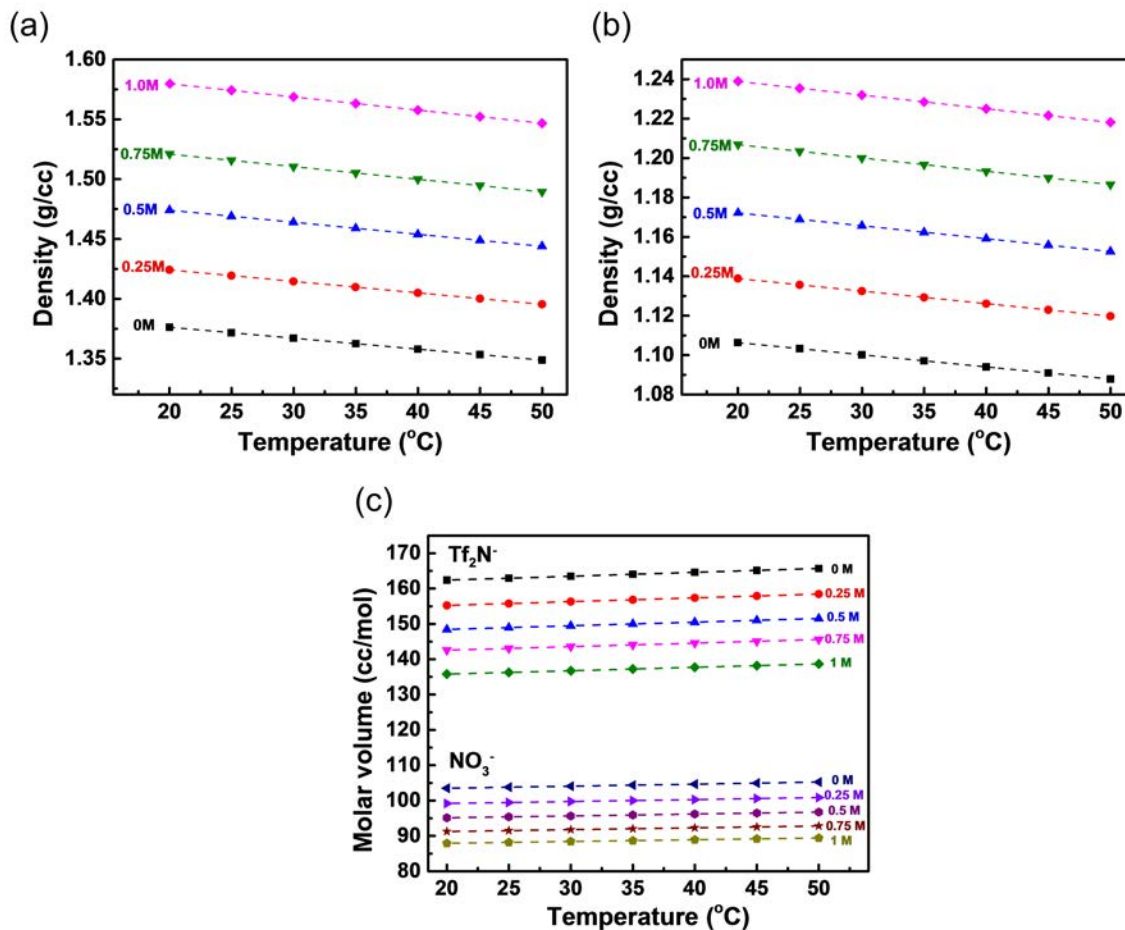 (a)
1.60
1.55
1.50
1.45
1.40
1.35
Density (g/cc)
1.0M
0.75M
0.5M
0.25M
0M
20 25 30 35 40 45 50
Temperature (°C)
(b)
1.24
1.22
1.20
1.18
1.16
1.14
1.12
1.10
1.08
Density (g/cc)
1.0M
0.75M
0.5M
0.25M
0M
20 25 30 35 40 45 50
Temperature (°C)
(c)
170
160
150
140
130
120
110
100
90
80
Molar volume (cc/mol)
Tf₂N⁻
0 M
0.25 M
0.5 M
0.75 M
1 M
NO₃⁻
0 M
0.25 M
0.5 M
0.75 M
1 M
20 25 30 35 40 45 50
Temperature (°C)